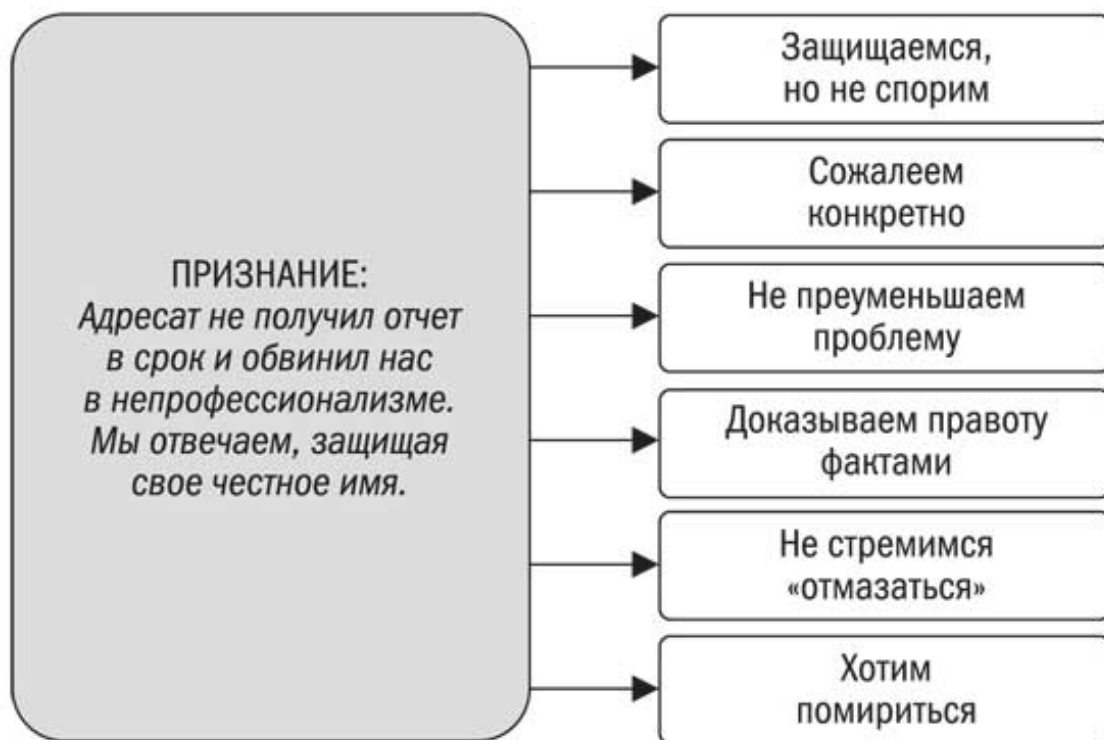 ПРИЗНАНИЕ:
Адресат не получил отчет
в срок и обвинил нас
в непрофессионализме.
Мы отвечаем, защищая
свое честное имя.
Защищаемся,
но не спорим
Сожалеем
конкретно
Не преуменьшаем
проблему
Доказываем правоту
фактами
Не стремимся
«отмазаться»
Хотим
помириться